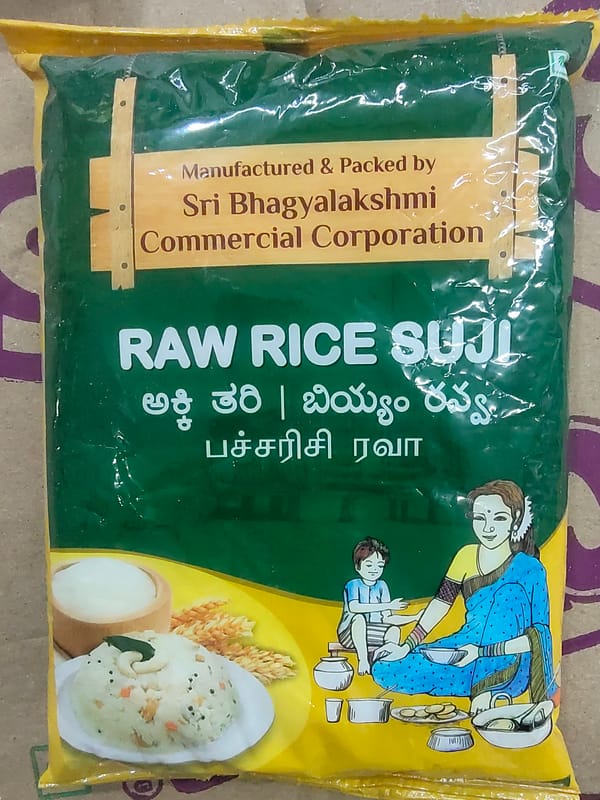 Manufactured & Packed by
Sri Bhagyalakshmi
Commercial Corporation
RAW RICE SUJI
ಅಕ್ಕಿ ತರಿ | బియ్యం రవ్వ
பச்சரிசி ரவா